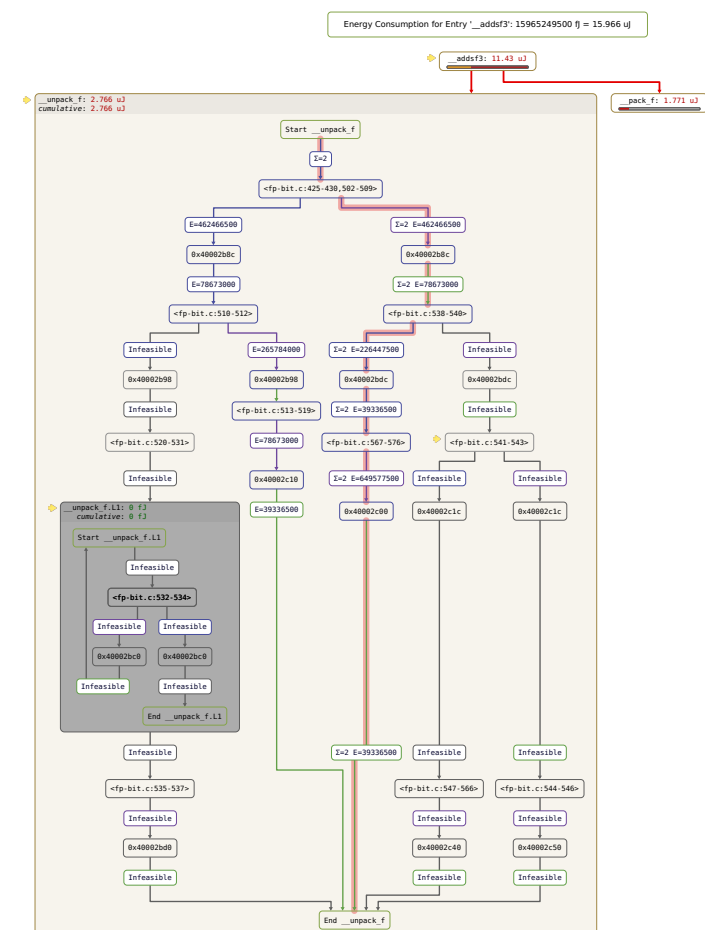 Energy Consumption for Entry '__addsf3': 15965249500 fJ = 15.966 uJ
__addsf3: 11.43 uJ
__unpack_f: 2.766 uJ
cumulative: 2.766 uJ
__pack_f: 1.771 uJ
Start __unpack_f
Σ=2
<fp-bit.c:425-430,502-509>
E=462466500
Σ=2 E=462466500
0x40002b8c
0x40002b8c
E=78673000
Σ=2 E=78673000
<fp-bit.c:510-512>
<fp-bit.c:538-540>
Infeasible
E=265784000
Σ=2 E=226447500
Infeasible
0x40002b98
0x40002b98
0x40002bdc
0x40002bdc
Infeasible
<fp-bit.c:513-519>
Σ=2 E=39336500
Infeasible
<fp-bit.c:520-531>
E=78673000
<fp-bit.c:567-576>
<fp-bit.c:541-543>
Infeasible
0x40002c10
Σ=2 E=649577500
Infeasible
Infeasible
__unpack_f.L1: 0 fJ
cumulative: 0 fJ
E=39336500
0x40002c00
0x40002c1c
0x40002c1c
Start __unpack_f.L1
Infeasible
<fp-bit.c:532-534>
Infeasible
Infeasible
0x40002bc0
0x40002bc0
Infeasible
Infeasible
End __unpack_f.L1
Infeasible
Σ=2 E=39336500
Infeasible
Infeasible
<fp-bit.c:535-537>
<fp-bit.c:547-566>
<fp-bit.c:544-546>
Infeasible
Infeasible
Infeasible
0x40002bd0
0x40002c40
0x40002c50
Infeasible
Infeasible
Infeasible
End __unpack_f